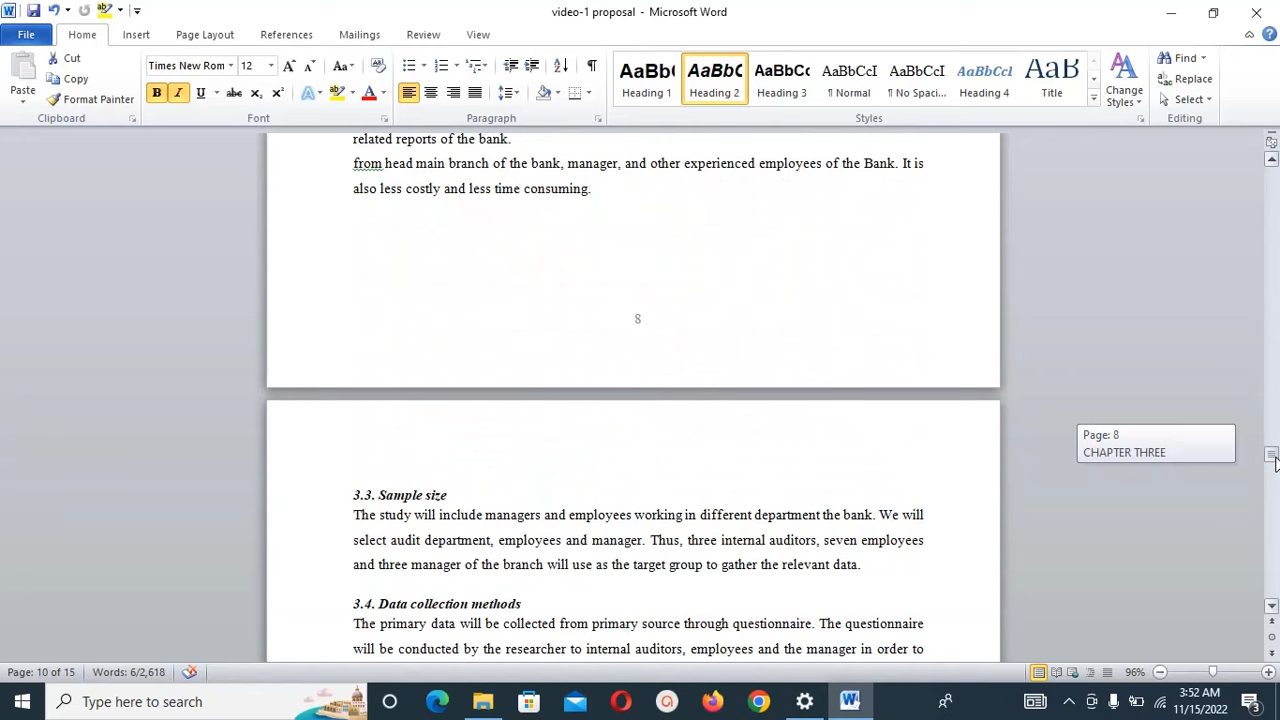 video-1 proposal - Microsoft Word
File
Home
Insert
Page Layout
References
Mailings
Review
View
Paste
Cut
Copy
Format Painter
Clipboard
Times New Rom
12
Font
Paragraph
AaBb( Heading 1
AaBbC Heading 2
AaBbCc Heading 3
AaBbCcI ¶ Normal
AaBbCcI ¶ No Spaci...
AaBbCcI Heading 4
AaB Title
Change Styles
Styles
Find
Replace
Select
Editing
related reports of the bank.
from head main branch of the bank, manager, and other experienced employees of the Bank. It is
also less costly and less time consuming.
8
Page: 8
CHAPTER THREE
3.3. Sample size
The study will include managers and employees working in different department the bank. We will
select audit department, employees and manager. Thus, three internal auditors, seven employees
and three manager of the branch will use as the target group to gather the relevant data.
3.4. Data collection methods
The primary data will be collected from primary source through questionnaire. The questionnaire
will be conducted by the researcher to internal auditors, employees and the manager in order to
Page: 10 of 15
Words: 6/2,618
96%
Type here to search
3:52 AM
11/15/2022
3